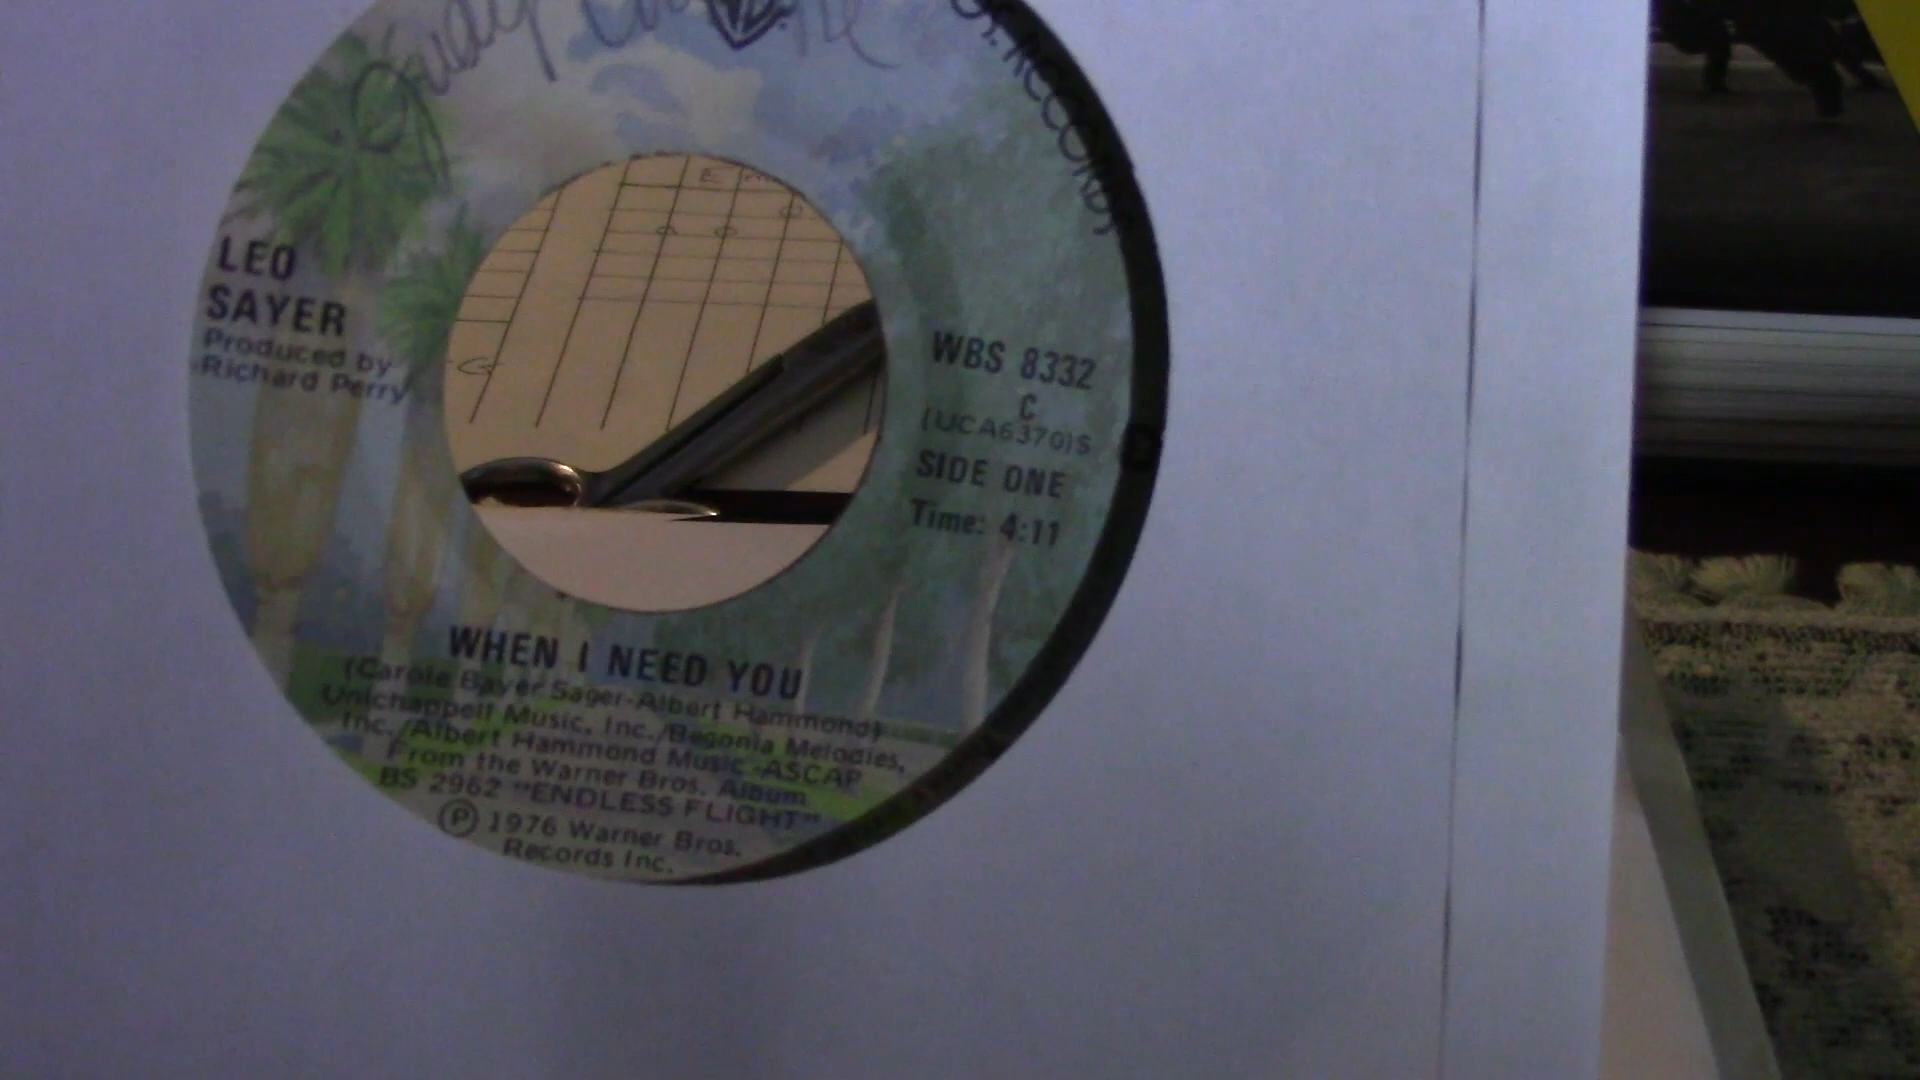 Judy
RECORDS
LEO
SAYER
Produced by
Richard Perry
WBS 8332
C
(UCA6370)S
SIDE ONE
Time: 4:11
WHEN I NEED YOU
(Carole Bayer Sager-Albert Hammond)
Unichappell Music, Inc./Begonia Melodies,
Inc./Albert Hammond Music-ASCAP
From the Warner Bros. Album
BS 2962 "ENDLESS FLIGHT"
Ⓟ 1976 Warner Bros.
Records Inc.